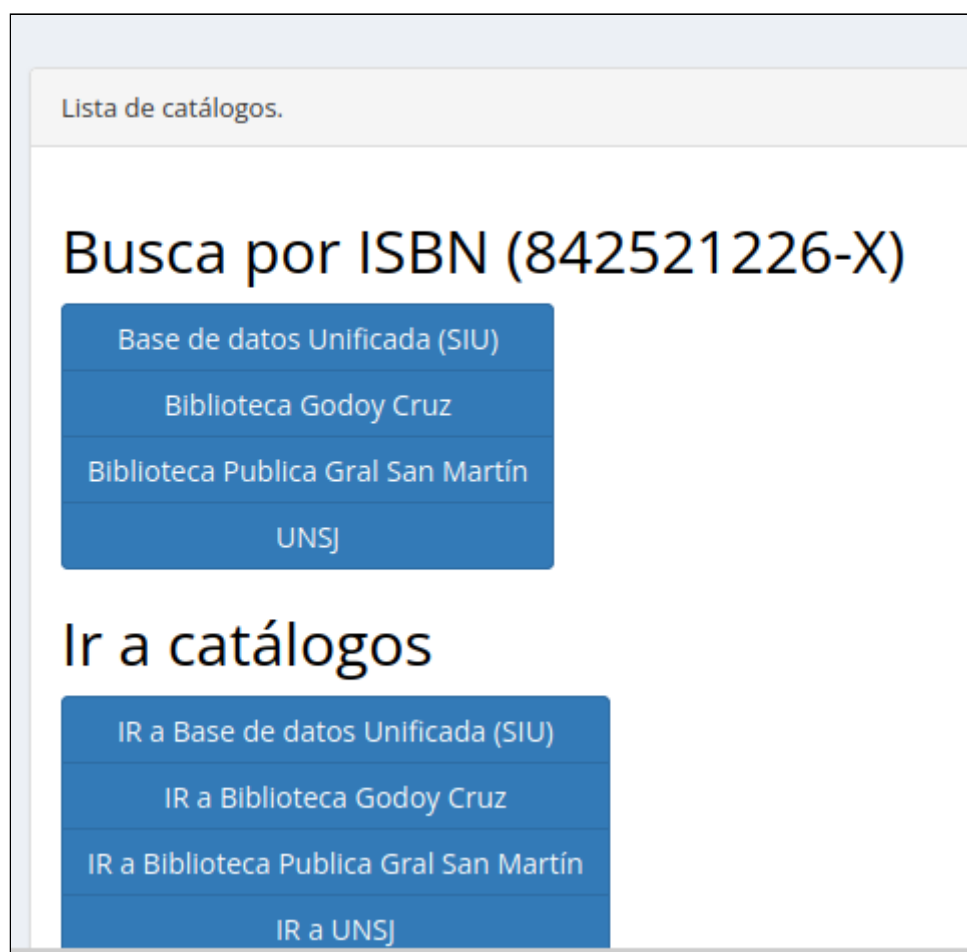 Lista de catálogos.
Busca por ISBN (842521226-X)
Base de datos Unificada (SIU)
Biblioteca Godoy Cruz
Biblioteca Publica Gral San Martín
UNSJ
Ir a catálogos
IR a Base de datos Unificada (SIU)
IR a Biblioteca Godoy Cruz
IR a Biblioteca Publica Gral San Martín
IR a UNSJ